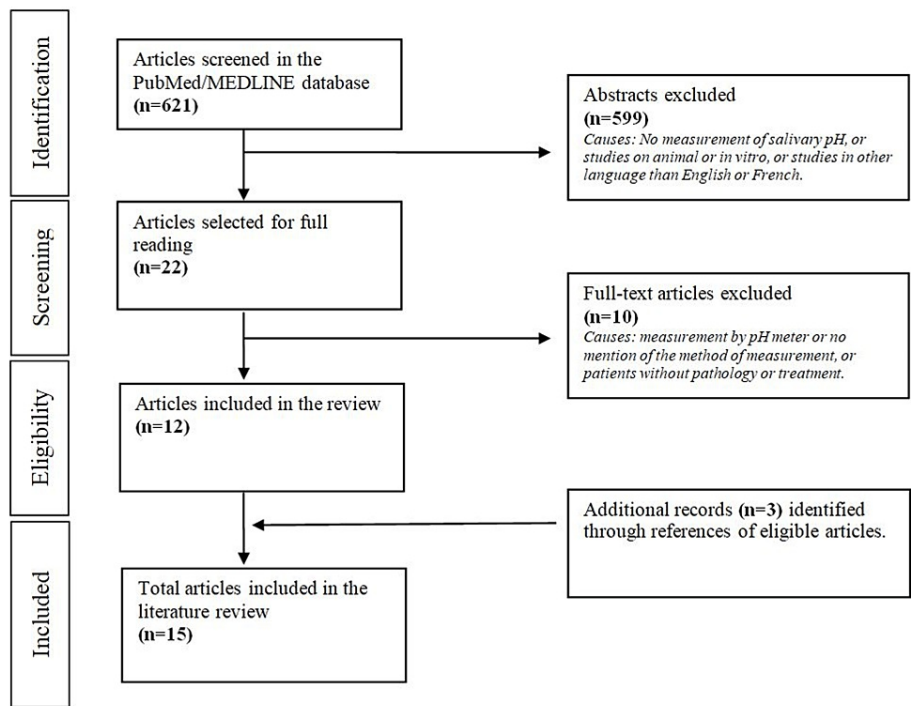 Identification
Articles screened in the
PubMed/MEDLINE database
(n=621)
Abstracts excluded
(n=599)
Causes: No measurement of salivary pH, or
studies on animal or in vitro, or studies in other
language than English or French.
Screening
Articles selected for full
reading
(n=22)
Full-text articles excluded
(n=10)
Causes: measurement by pH meter or no
mention of the method of measurement, or
patients without pathology or treatment.
Eligibility
Articles included in the review
(n=12)
Additional records (n=3) identified
through references of eligible articles.
Included
Total articles included in the
literature review
(n=15)